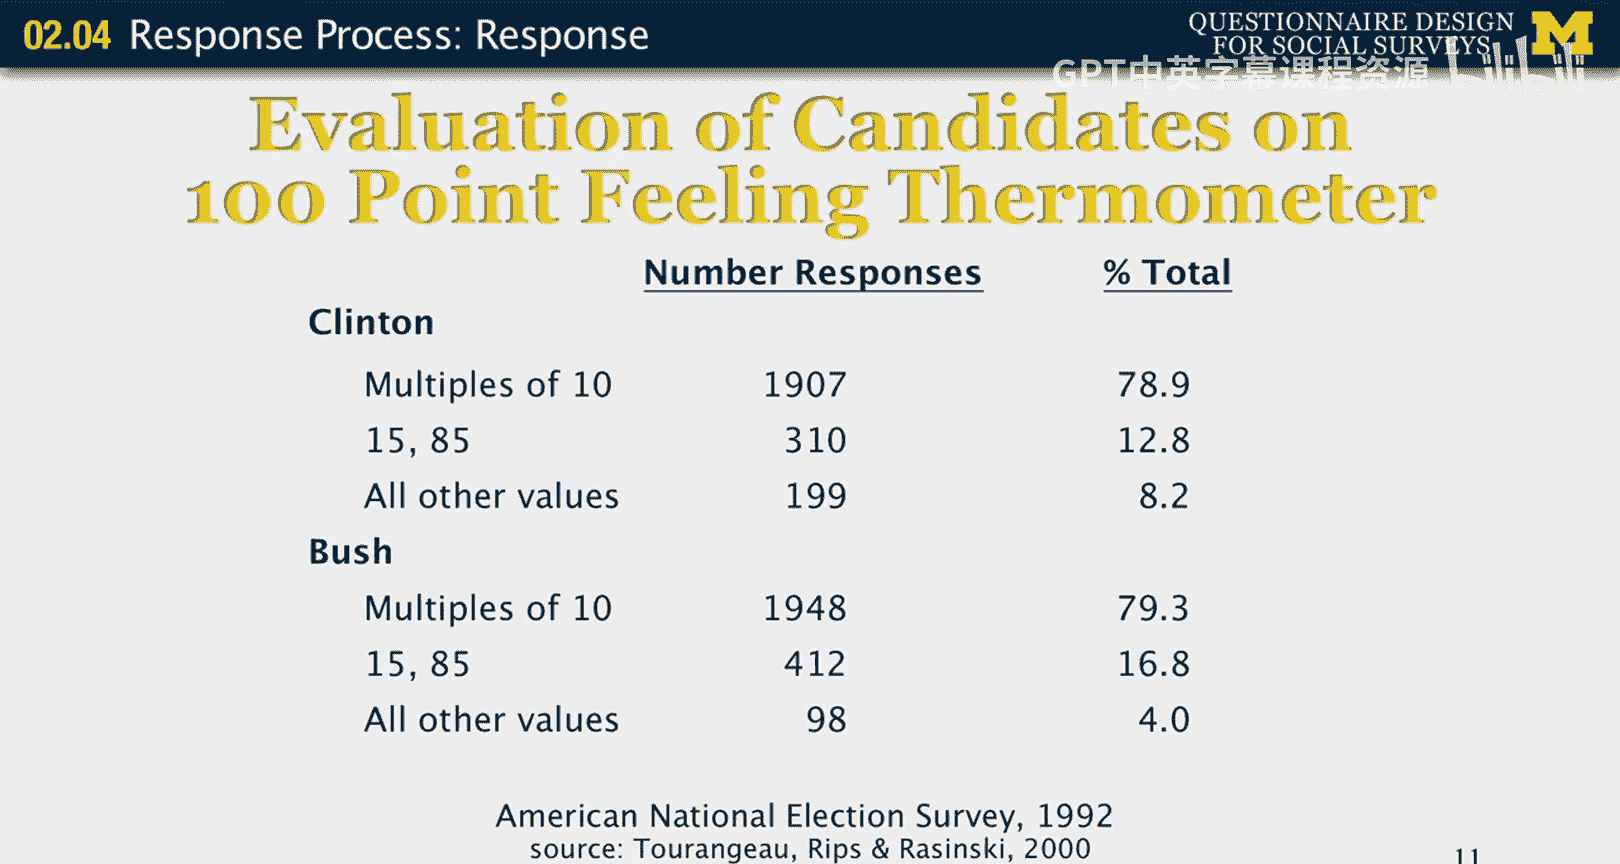 02.04 Response Process: Response
QUESTIONNAIRE DESIGN
FOR SOCIAL SURVEYS
M
GPT中英字幕课程资源 bilibili
Evaluation of Candidates on
100 Point Feeling Thermometer
Number Responses % Total
Clinton
Multiples of 10 1907 78.9
15, 85 310 12.8
All other values 199 8.2
Bush
Multiples of 10 1948 79.3
15, 85 412 16.8
All other values 98 4.0
American National Election Survey, 1992
source: Tourangeau, Rips & Rasinski, 2000
11